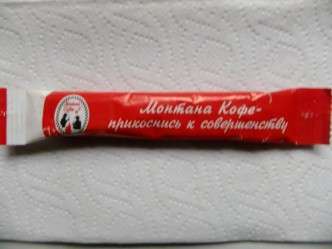 Монтана Кофе-
прикоснись к совершенству